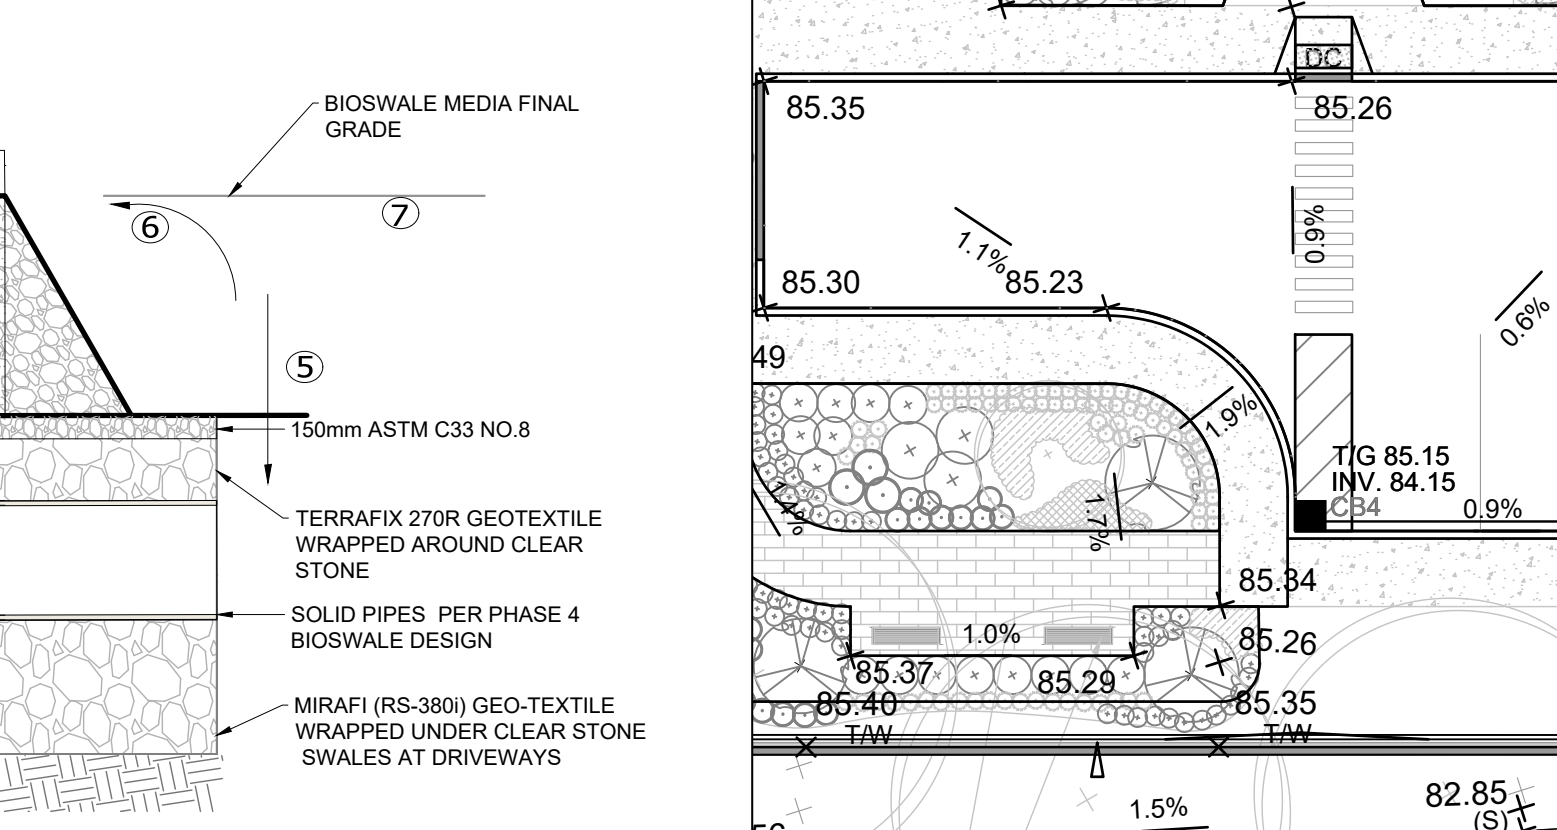 BIOSWALE MEDIA FINAL
GRADE
6
7
5
150mm ASTM C33 NO.8
TERRAFIX 270R GEOTEXTILE
WRAPPED AROUND CLEAR
STONE
SOLID PIPES PER PHASE 4
BIOSWALE DESIGN
MIRAFI (RS-380i) GEO-TEXTILE
WRAPPED UNDER CLEAR STONE
SWALES AT DRIVEWAYS
DC
85.35
85.26
0.9%
1.1%
85.30
85.23
0.6%
49
1.9%
T/G 85.15
INV. 84.15
CB4
0.9%
1.4%
1.7%
85.34
1.0%
85.26
85.37
85.29
85.40
T/W
85.35
T/W
82.85
(S)
1.5%